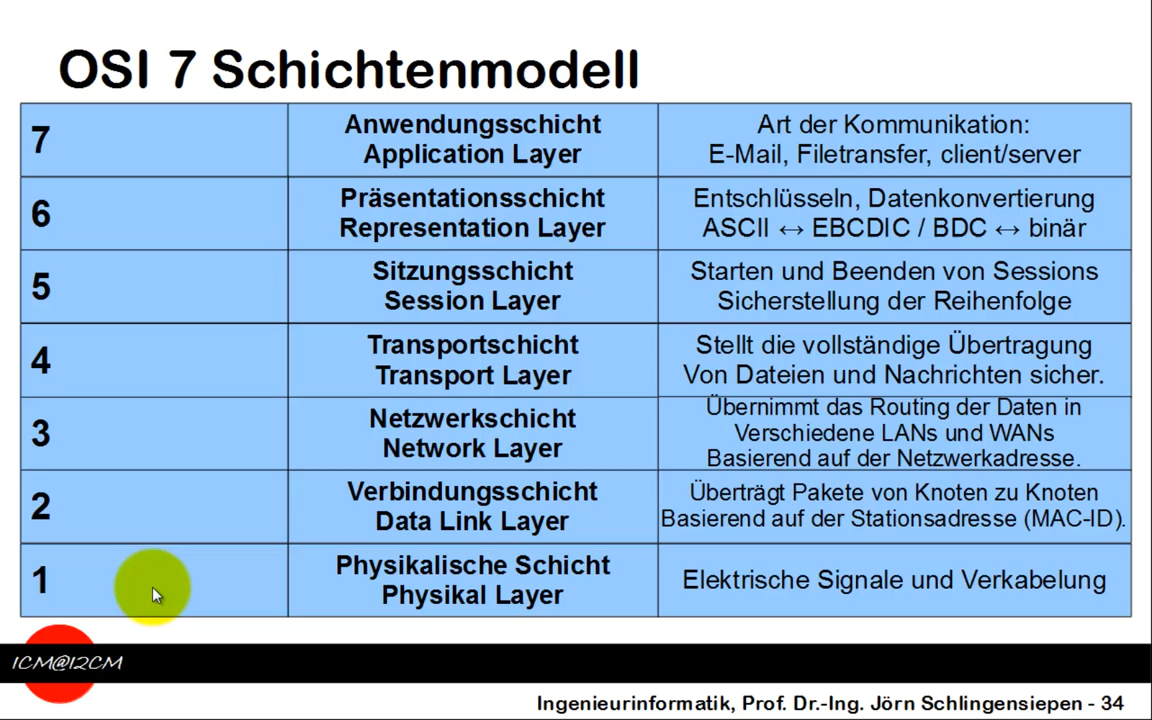 OSI 7 Schichtenmodell
7
Anwendungsschicht
Application Layer
Art der Kommunikation:
E-Mail, Filetransfer, client/server
6
Präsentationsschicht
Representation Layer
Entschlüsseln, Datenkonvertierung
ASCII ↔ EBCDIC / BDC ↔ binär
5
Sitzungsschicht
Session Layer
Starten und Beenden von Sessions
Sicherstellung der Reihenfolge
4
Transportschicht
Transport Layer
Stellt die vollständige Übertragung
Von Dateien und Nachrichten sicher.
3
Netzwerkschicht
Network Layer
Übernimmt das Routing der Daten in
Verschiedene LANs und WANs
Basierend auf der Netzwerkadresse.
2
Verbindungsschicht
Data Link Layer
Überträgt Pakete von Knoten zu Knoten
Basierend auf der Stationsadresse (MAC-ID).
1
Physikalische Schicht
Physikal Layer
Elektrische Signale und Verkabelung
1CM@12CM
Ingenieurinformatik, Prof. Dr.-Ing. Jörn Schlingensiepen - 34